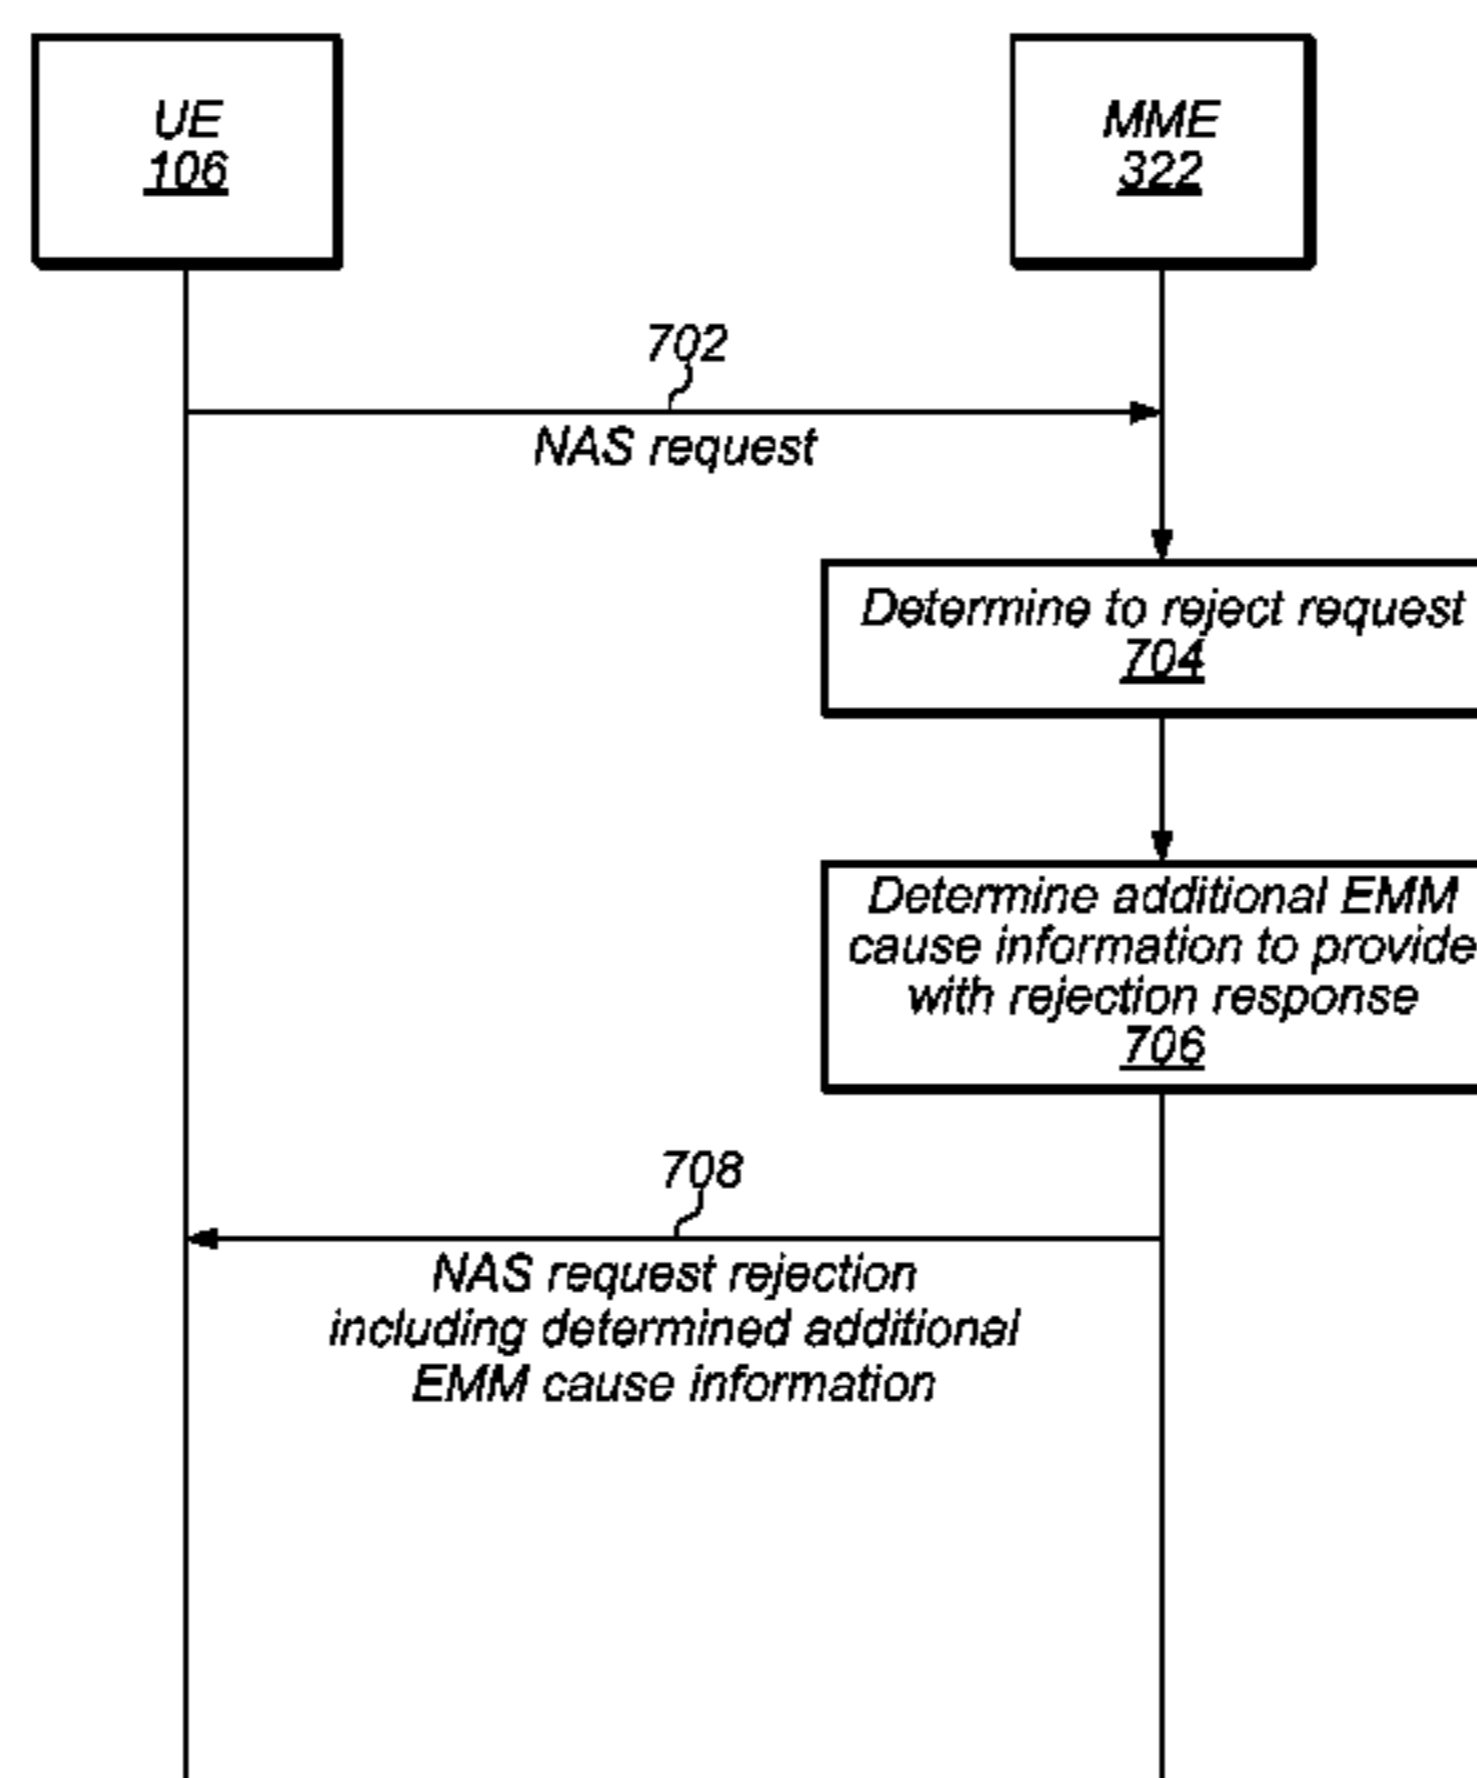 UE
106
MME
322
702
NAS request
Determine to reject request
704
Determine additional EMM
cause information to provide
with rejection response
706
708
NAS request rejection
including determined additional
EMM cause information